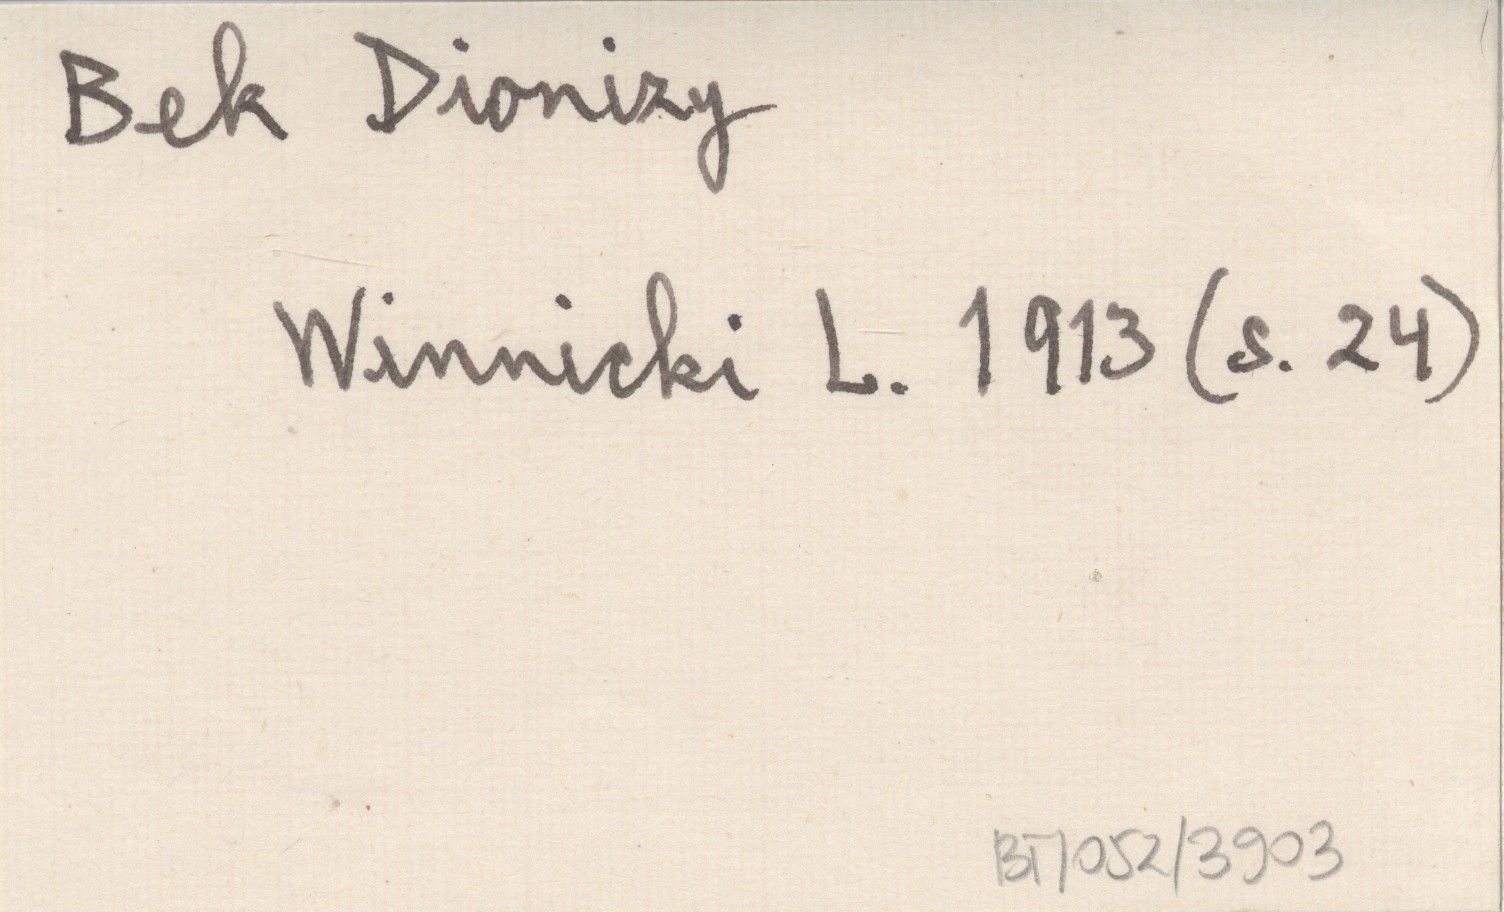 Bek Dionizy
Winnicki L. 1913 (s. 24)
BT/052/3903